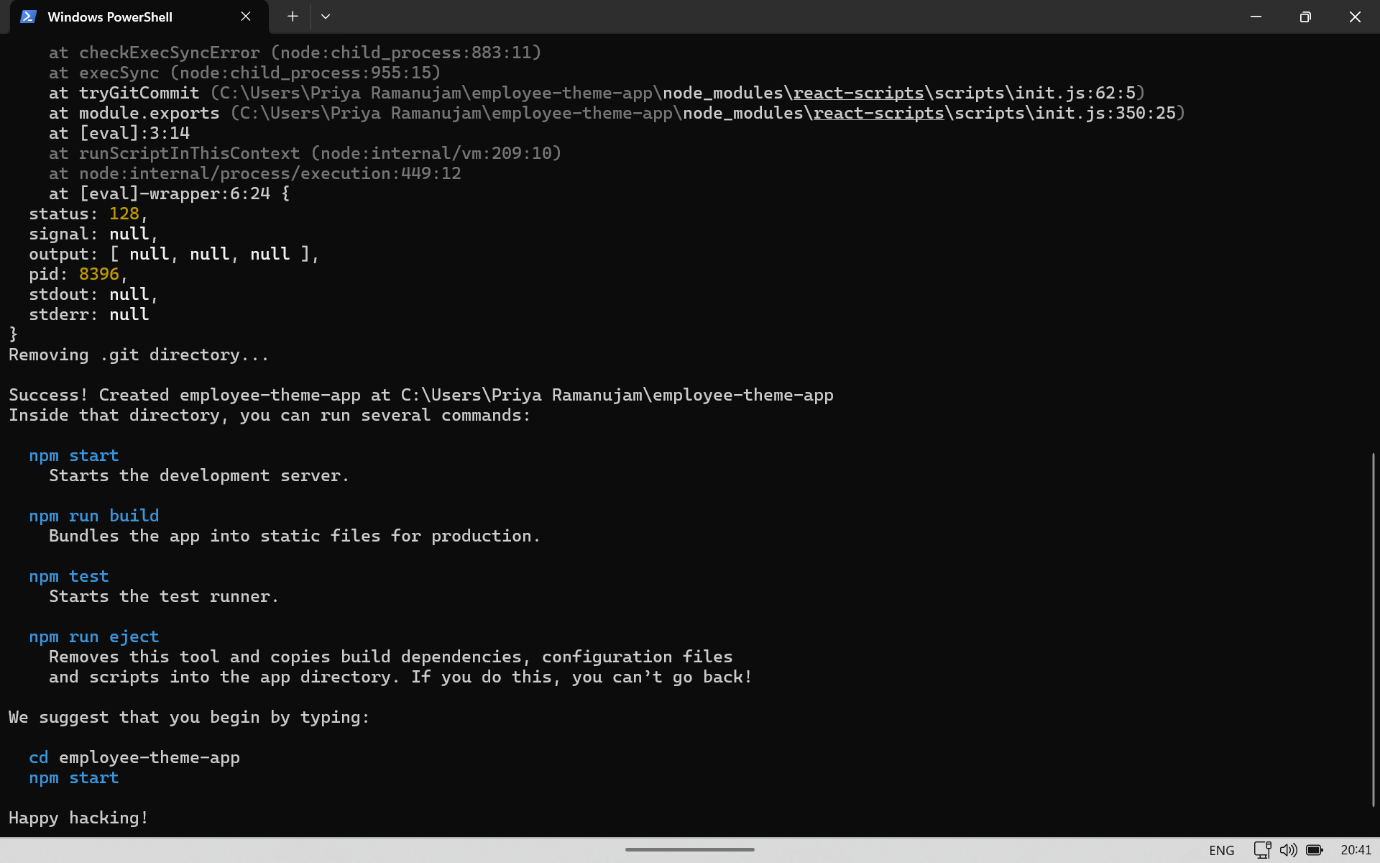 Windows PowerShell
at checkExecSyncError (node:child_process:883:11)
at execSync (node:child_process:955:15)
at tryGitCommit (C:\Users\Priya Ramanujam\employee-theme-app\node_modules\react-scripts\scripts\init.js:62:5)
at module.exports (C:\Users\Priya Ramanujam\employee-theme-app\node_modules\react-scripts\scripts\init.js:350:25)
at [eval]:3:14
at runScriptInThisContext (node:internal/vm:209:10)
at node:internal/process/execution:449:12
at [eval]-wrapper:6:24 {
status: 128,
signal: null,
output: [ null, null, null ],
pid: 8396,
stdout: null,
stderr: null
}
Removing .git directory...
Success! Created employee-theme-app at C:\Users\Priya Ramanujam\employee-theme-app
Inside that directory, you can run several commands:
npm start
Starts the development server.
npm run build
Bundles the app into static files for production.
npm test
Starts the test runner.
npm run eject
Removes this tool and copies build dependencies, configuration files
and scripts into the app directory. If you do this, you can’t go back!
We suggest that you begin by typing:
cd employee-theme-app
npm start
Happy hacking!
ENG 20:41